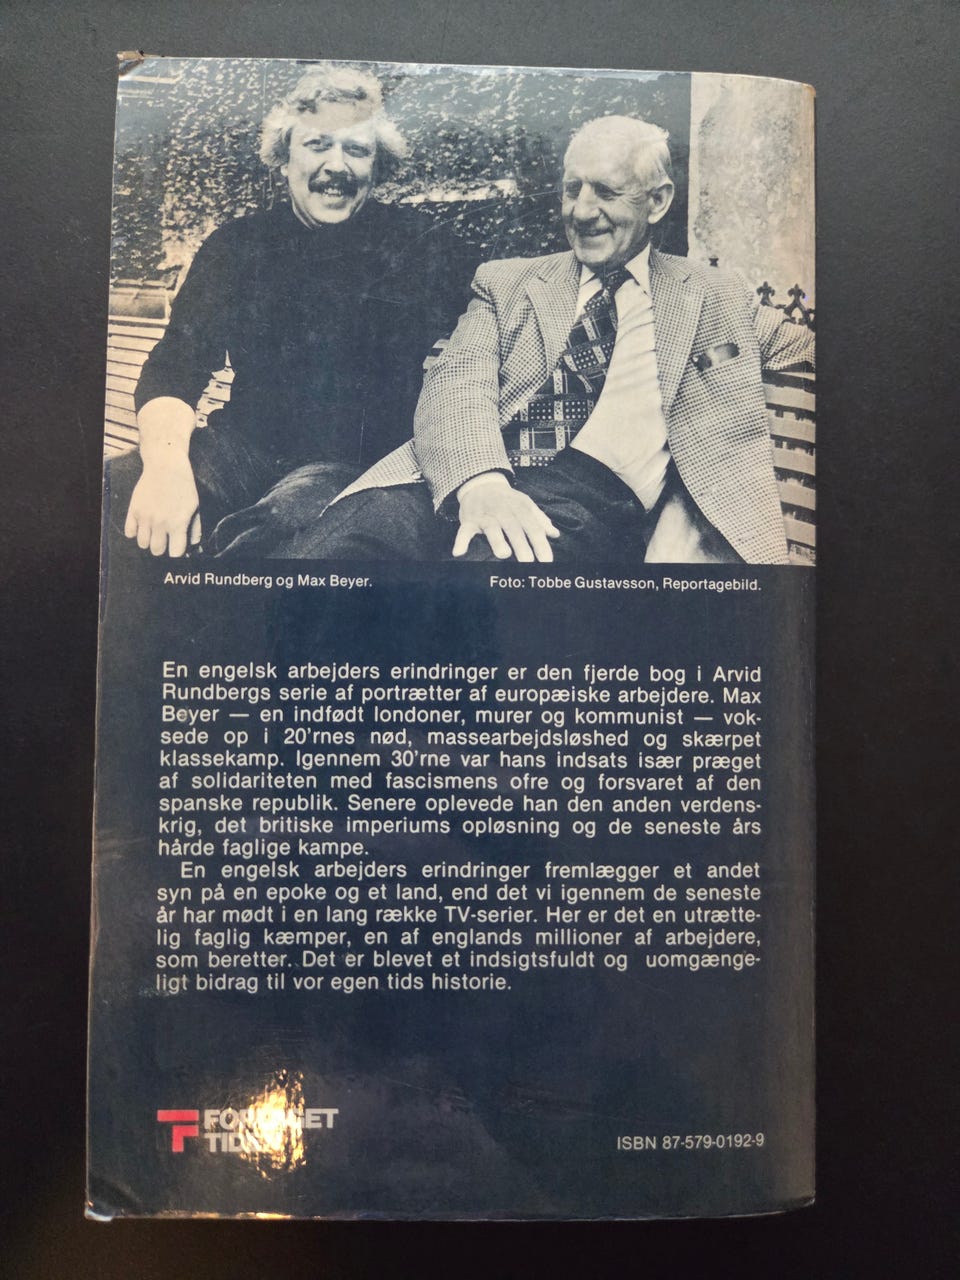 Arvid Rundberg og Max Beyer.
Foto: Tobbe Gustavsson, Reportagebild.
En engelsk arbejders erindringer er den fjerde bog i Arvid
Rundbergs serie af portrætter af europæiske arbejdere. Max
Beyer — en indfødt londoner, murer og kommunist — vok-
sede op i 20'rnes nød, massearbejdsløshed og skærpet
klassekamp. Igennem 30'rne var hans indsats især præget
af solidariteten med fascismens ofre og forsvaret af den
spanske republik. Senere oplevede han den anden verdens-
krig, det britiske imperiums opløsning og de seneste års
hårde faglige kampe.
En engelsk arbejders erindringer fremlægger et andet
syn på en epoke og et land, end det vi igennem de seneste
år har mødt i en lang række TV-serier. Her er det en utrætte-
lig faglig kæmper, en af englands millioner af arbejdere,
som beretter. Det er blevet et indsigtsfuldt og uomgænge-
ligt bidrag til vor egen tids historie.
FORLAGET
TIDEN
ISBN 87-579-0192-9